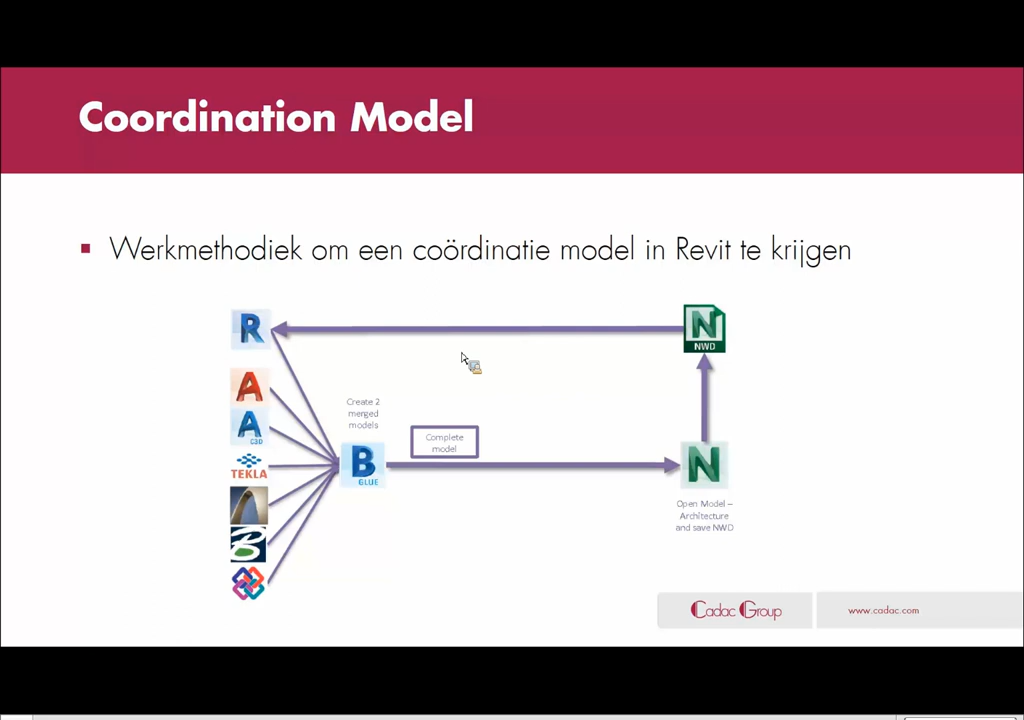 Coordination Model
Werkmethodiek om een coördinatie model in Revit te krijgen
R
N
NWD
A
A
C3D
Create 2
merged
models
Complete
model
TEKLA
B
GLUE
N
Open Model –
Architecture
and save NWD
B
Cadac Group
www.cadac.com